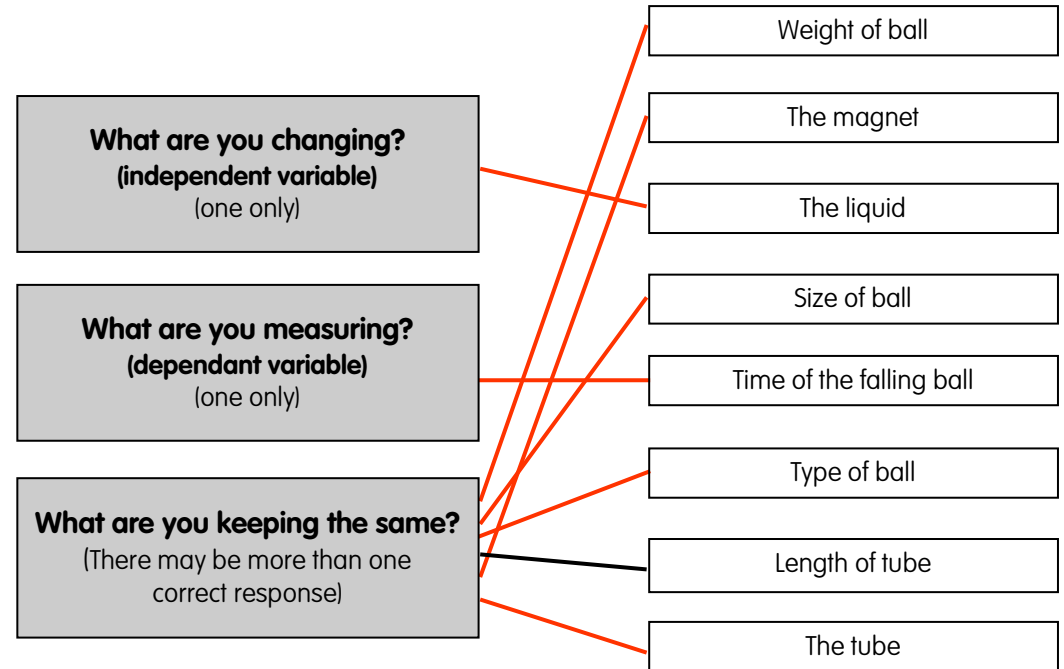 What are you changing?
(independent variable)
(one only)
What are you measuring?
(dependant variable)
(one only)
What are you keeping the same?
(There may be more than one
correct response)
Weight of ball
The magnet
The liquid
Size of ball
Time of the falling ball
Type of ball
Length of tube
The tube